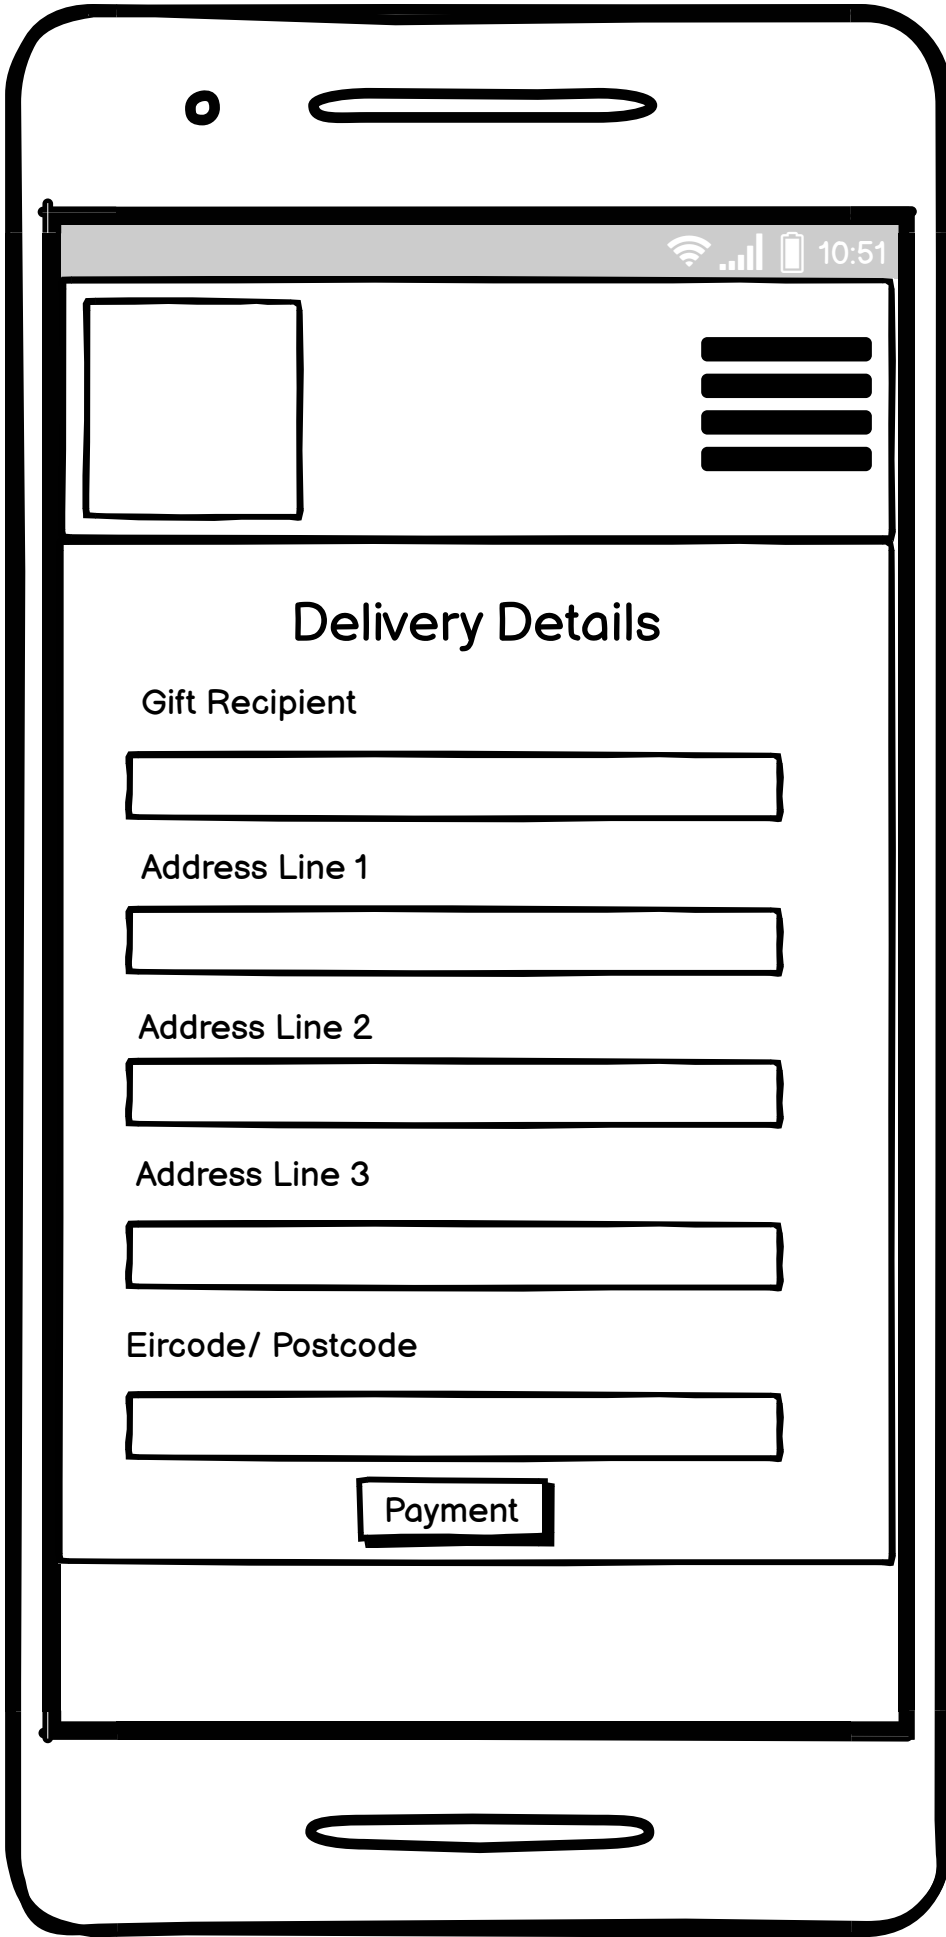 10:51
Delivery Details
Gift Recipient
Address Line 1
Address Line 2
Address Line 3
Eircode/ Postcode
Payment